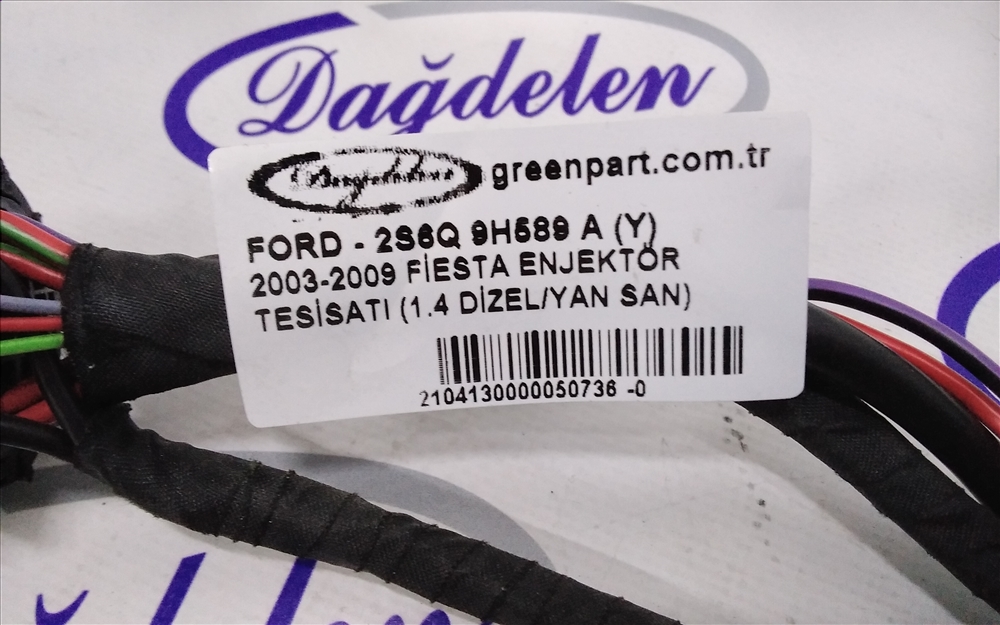 Dağdelen
Dağdelen greenpart.com.tr
FORD - 2S6Q 9H589 A (Y)
2003-2009 FİESTA ENJEKTÖR
TESİSATI (1.4 DİZEL/YAN SAN)
2104130000050736 -0